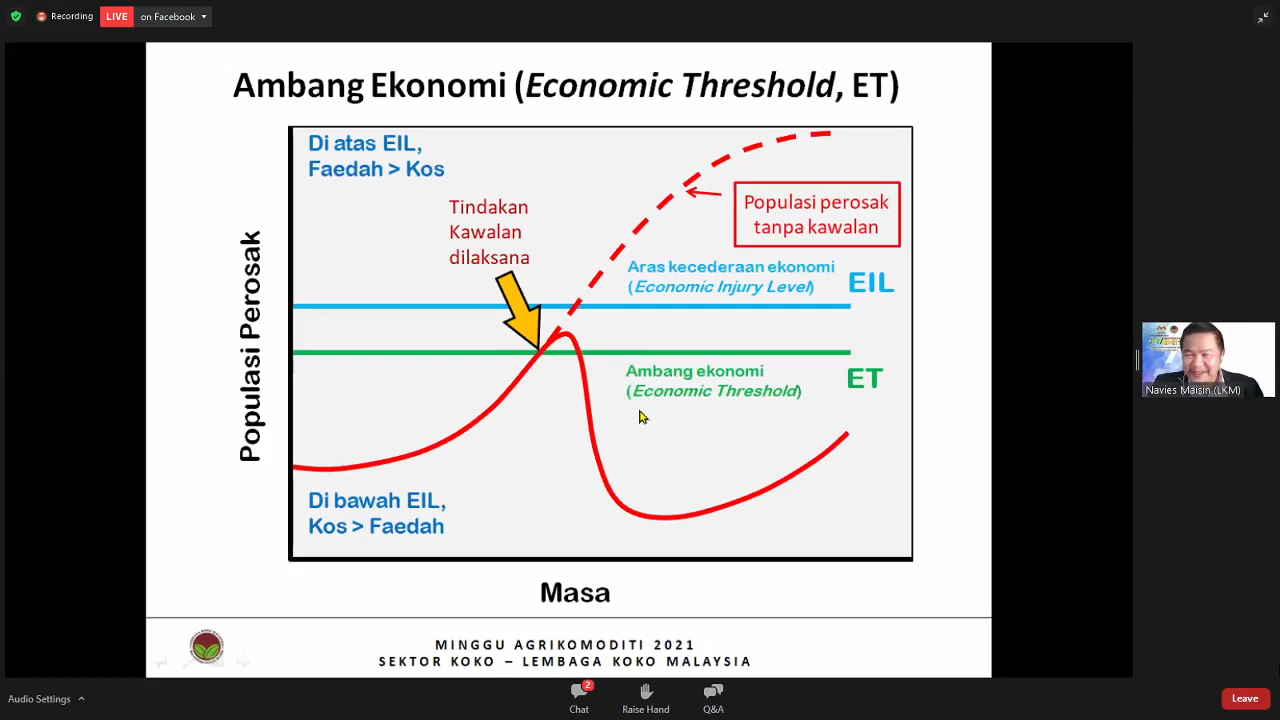 Recording
LIVE
on Facebook
Ambang Ekonomi (Economic Threshold, ET)
Di atas EIL,
Faedah > Kos
Tindakan
Kawalan
dilaksana
Populasi perosak
tanpa kawalan
Aras kecederaan ekonomi
(Economic Injury Level)
EIL
Populasi Perosak
Ambang ekonomi
(Economic Threshold)
ET
Di bawah EIL,
Kos > Faedah
Masa
MINGGU AGRIKOMODITI 2021
SEKTOR KOKO – LEMBAGA KOKO MALAYSIA
Navies Maisin (LKM)
Audio Settings
2
Chat
Raise Hand
Q&A
Leave